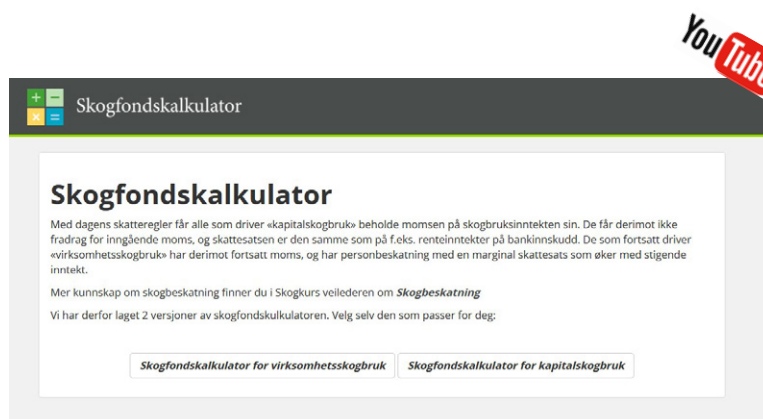 You Tube
Skogfondskalkulator
Skogfondskalkulator
Med dagens skatteregler får alle som driver «kapitalskogbruk» beholde momsen på skogbruksinntekten sin. De får derimot ikke
fradrag for inngående moms, og skattesatsen er den samme som på f.eks. renteinntekter på bankinnskudd. De som fortsatt driver
«virksomhetsskogbruk» har derimot fortsatt moms, og har personbeskatning med en marginal skattesats som øker med stigende
inntekt.
Mer kunnskap om skogbeskatning finner du i Skogkurs veilederen om Skogbeskatning
Vi har derfor laget 2 versjoner av skogfondskulkulatoren. Velg selv den som passer for deg:
Skogfondskalkulator for virksomhetsskogbruk Skogfondskalkulator for kapitalskogbruk